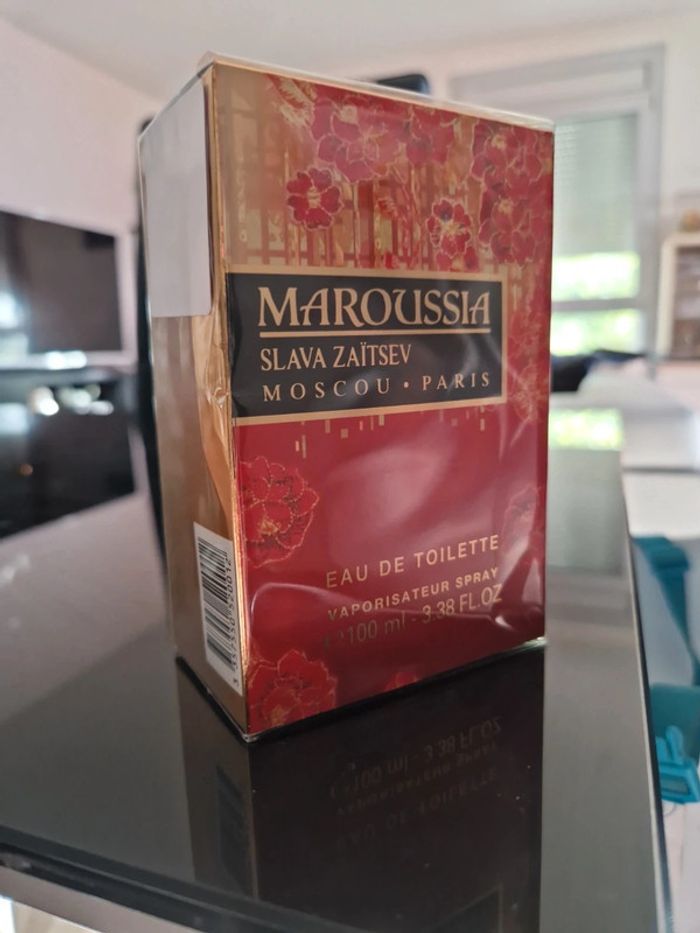 MAROUSSIA
SLAVA ZAÏTSEV
MOSCOU • PARIS
EAU DE TOILETTE
VAPORISATEUR SPRAY
100 ml - 3.38 FL.OZ